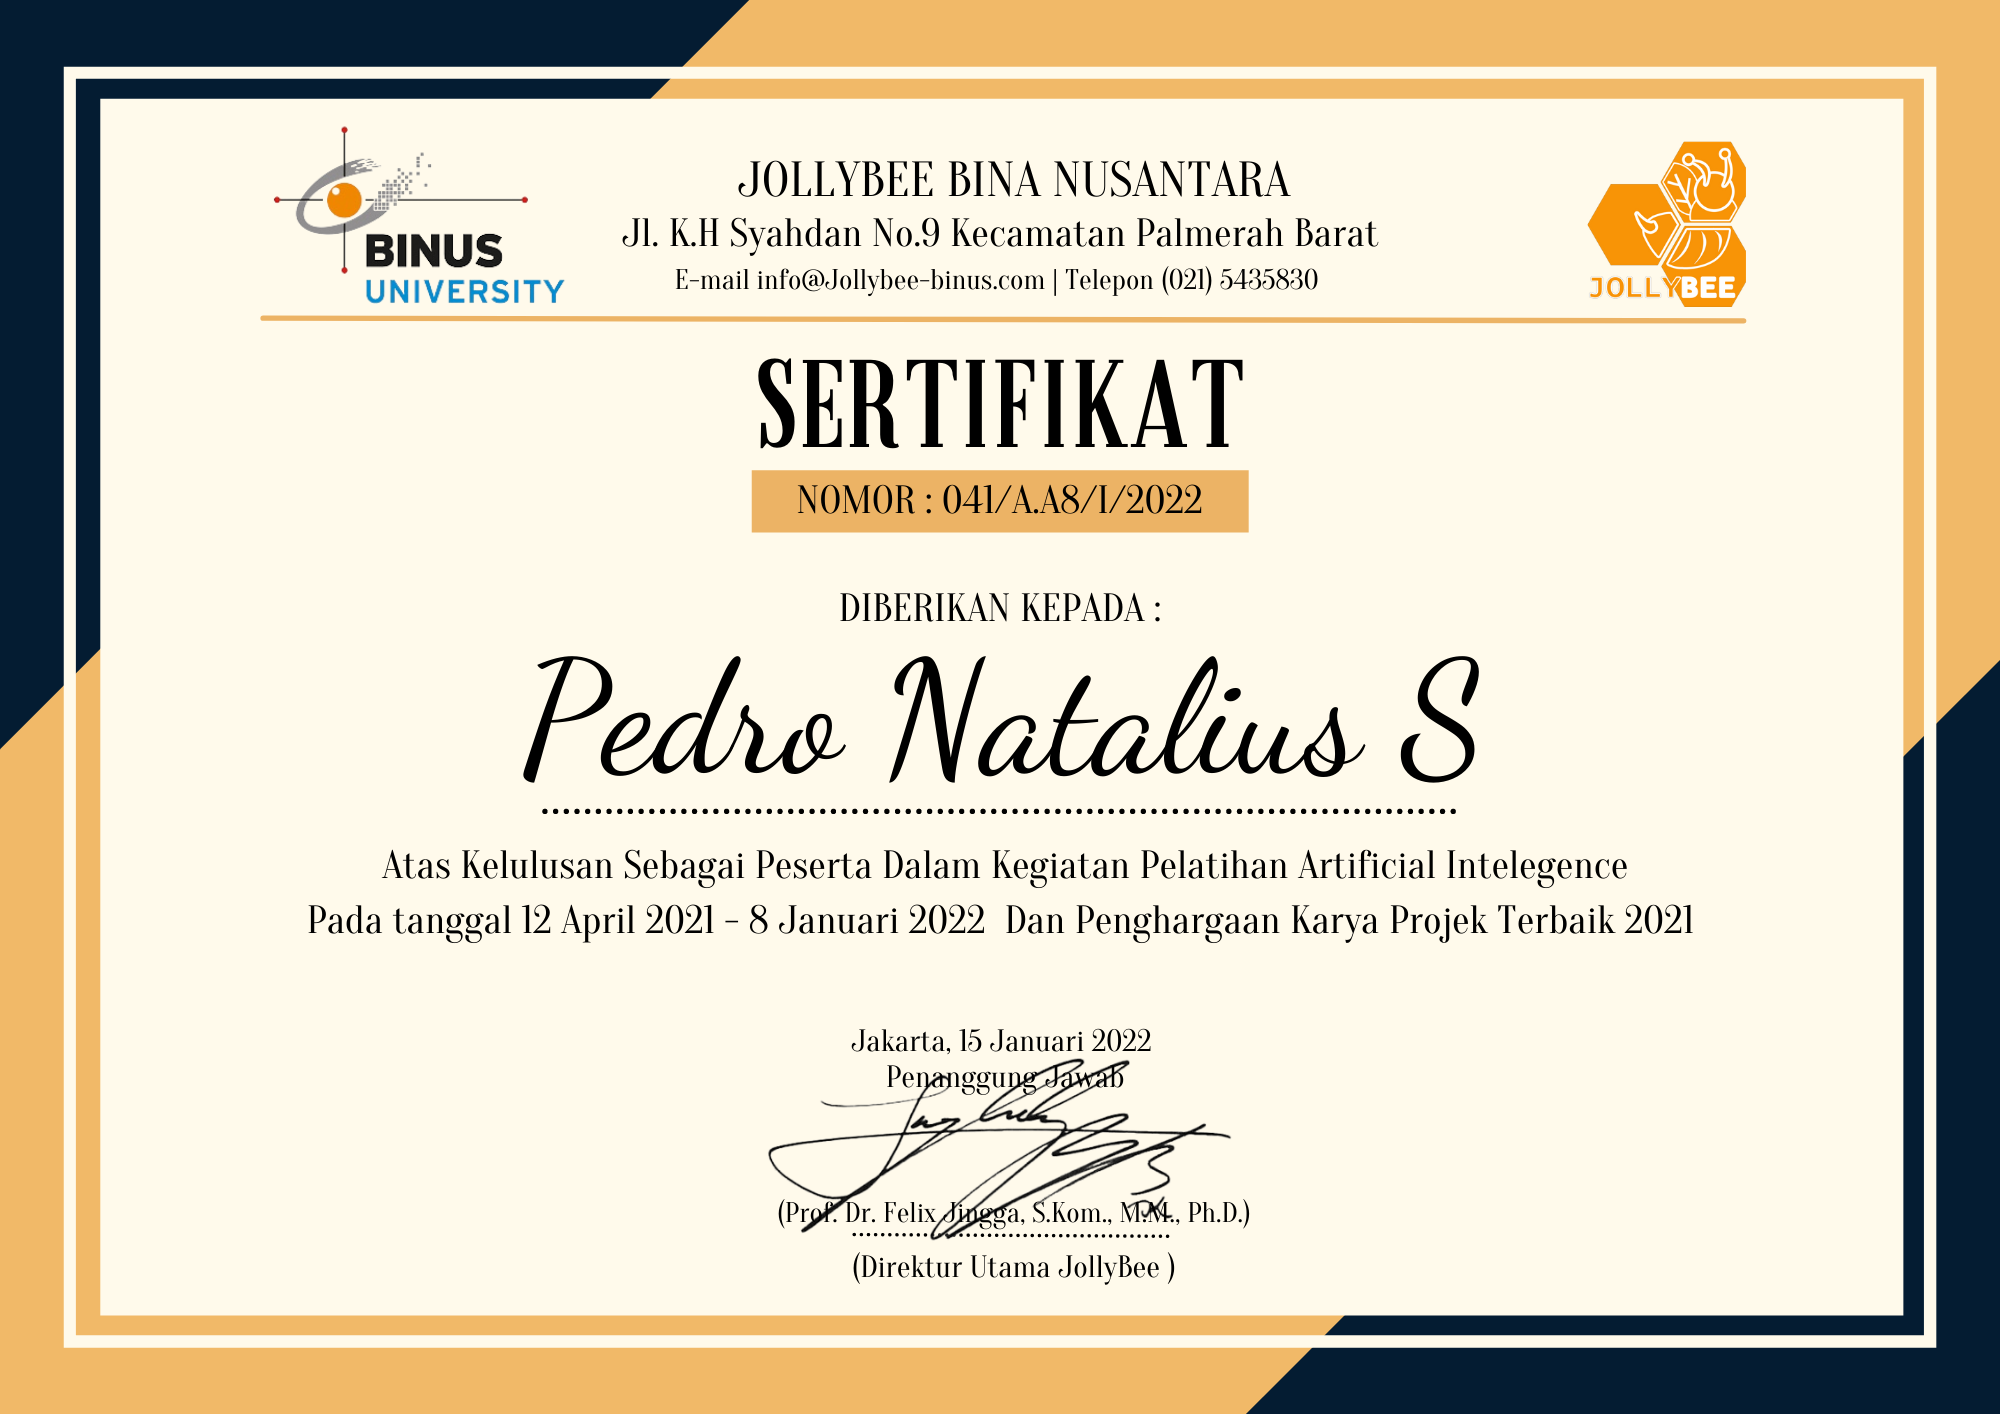 BINUS
UNIVERSITY
JOLLYBEE BINA NUSANTARA
Jl. K.H Syahdan No.9 Kecamatan Palmerah Barat
E-mail info@Jollybee-binus.com | Telepon (021) 5435830
JOLLYBEE
SERTIFIKAT
NOMOR : 041/A.A8/I/2022
DIBERIKAN KEPADA :
Pedro Natalius S
Atas Kelulusan Sebagai Peserta Dalam Kegiatan Pelatihan Artificial Intelegence
Pada tanggal 12 April 2021 - 8 Januari 2022 Dan Penghargaan Karya Projek Terbaik 2021
Jakarta, 15 Januari 2022
Penanggung Jawab
(Prof. Dr. Felix Jingga, S.Kom., M.M., Ph.D.)
(Direktur Utama JollyBee )